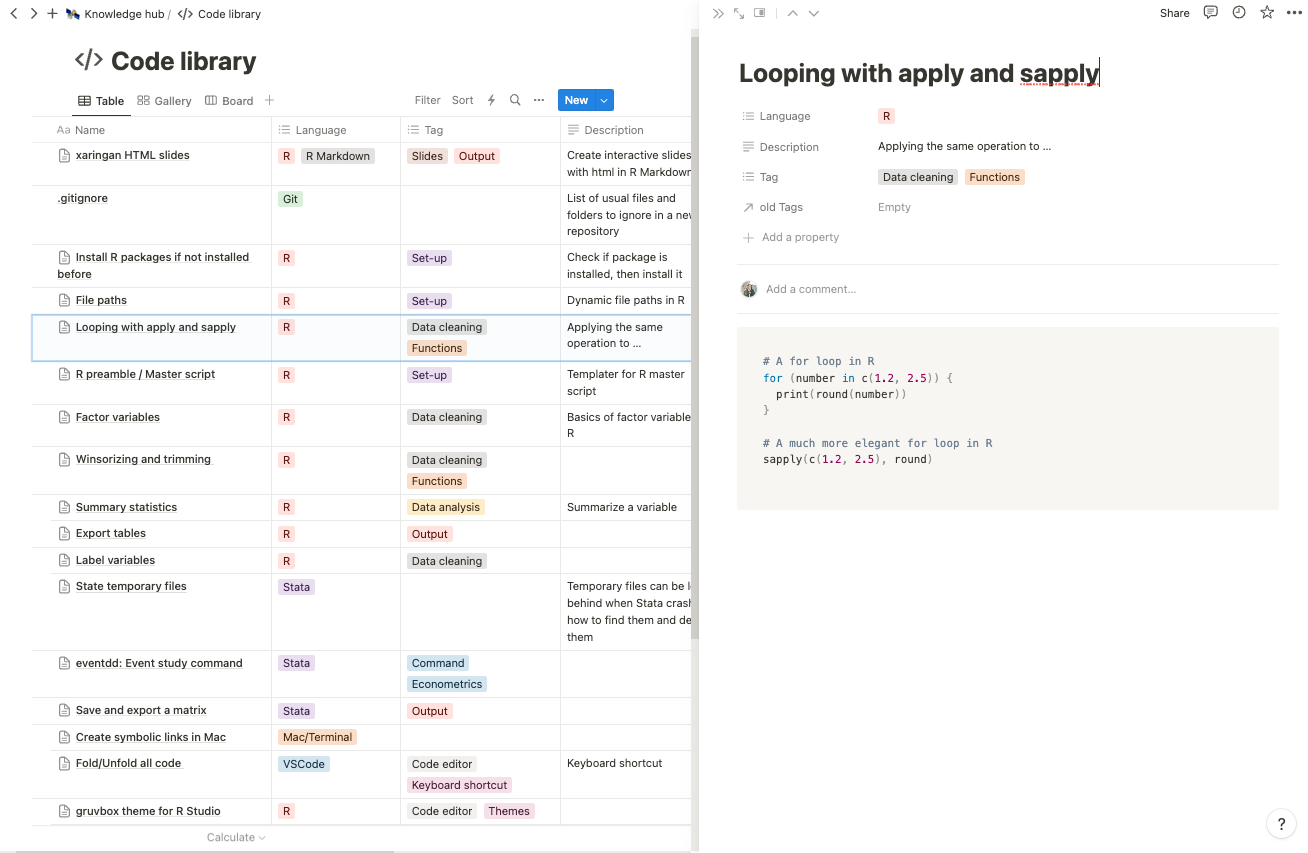 Knowledge hub / </> Code library
</> Code library
Table Gallery Board
Filter Sort New
Aa Name Language Tag Description
xaringan HTML slides R R Markdown Slides Output Create interactive slides
with html in R Markdown
.gitignore Git List of usual files and
folders to ignore in a new
repository
Install R packages if not installed R Set-up Check if package is
before installed, then install it
File paths R Set-up Dynamic file paths in R
Looping with apply and sapply R Data cleaning Applying the same
Functions operation to ...
R preamble / Master script R Set-up Templater for R master
script
Factor variables R Data cleaning Basics of factor variable
R
Winsorizing and trimming R Data cleaning
Functions
Summary statistics R Data analysis Summarize a variable
Export tables R Output
Label variables R Data cleaning
State temporary files Stata Temporary files can be
behind when Stata crash
how to find them and de
them
eventdd: Event study command Stata Command
Econometrics
Save and export a matrix Stata Output
Create symbolic links in Mac Mac/Terminal
Fold/Unfold all code VSCode Code editor Keyboard shortcut
Keyboard shortcut
gruvbox theme for R Studio R Code editor Themes
Calculate
Share
Looping with apply and sapply
Language R
Description Applying the same operation to ...
Tag Data cleaning Functions
old Tags Empty
Add a property
Add a comment...
# A for loop in R
for (number in c(1.2, 2.5)) {
print(round(number))
}
# A much more elegant for loop in R
sapply(c(1.2, 2.5), round)
?